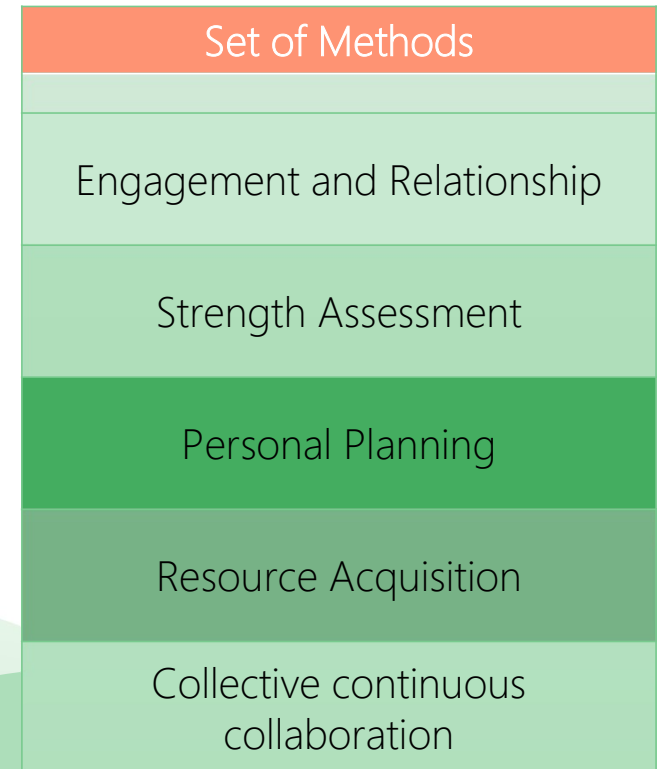 Set of Methods
Engagement and Relationship
Strength Assessment
Personal Planning
Resource Acquisition
Collective continuous
collaboration